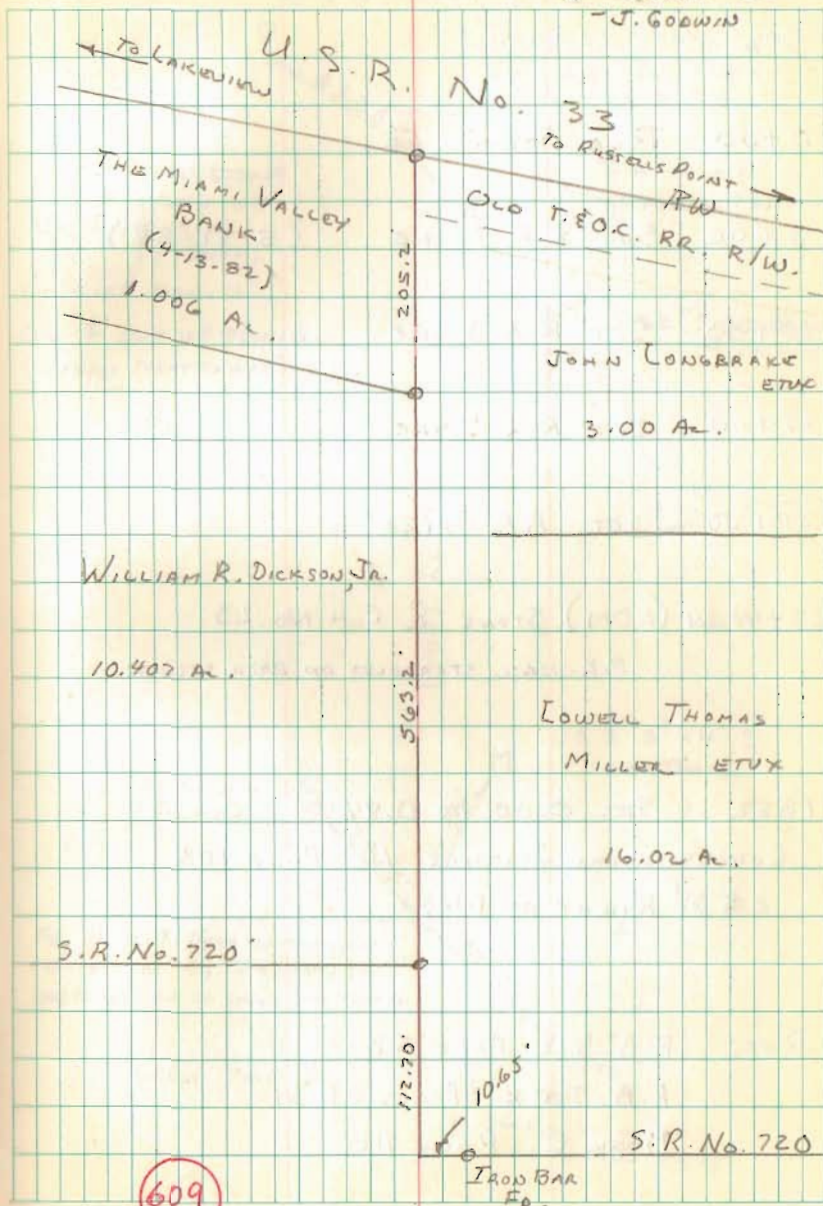 -J. GODWIN
TO LAKEVIEW
U.S.R. No. 33
TO RUSSELLS POINT
R/W
OLD T.&O.C. RR. R/W.
THE MIAMI VALLEY
BANK
(4-13-82)
1.006 Ac.
205.2
JOHN LONGBRAKE
ETUX
3.00 Ac.
WILLIAM R. DICKSON, JR.
10.407 Ac.
563.2'
LOWELL THOMAS
MILLER ETUX
16.02 Ac.
S.R. No. 720
112.70'
10.65'
S.R. No. 720
IRON BAR
FD.
609